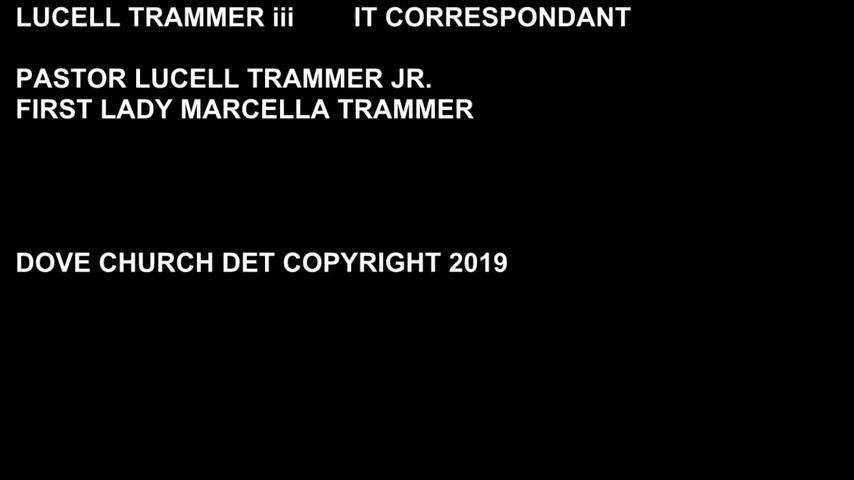 LUCELL TRAMMER iii IT CORRESPONDANT
PASTOR LUCELL TRAMMER JR.
FIRST LADY MARCELLA TRAMMER
DOVE CHURCH DET COPYRIGHT 2019